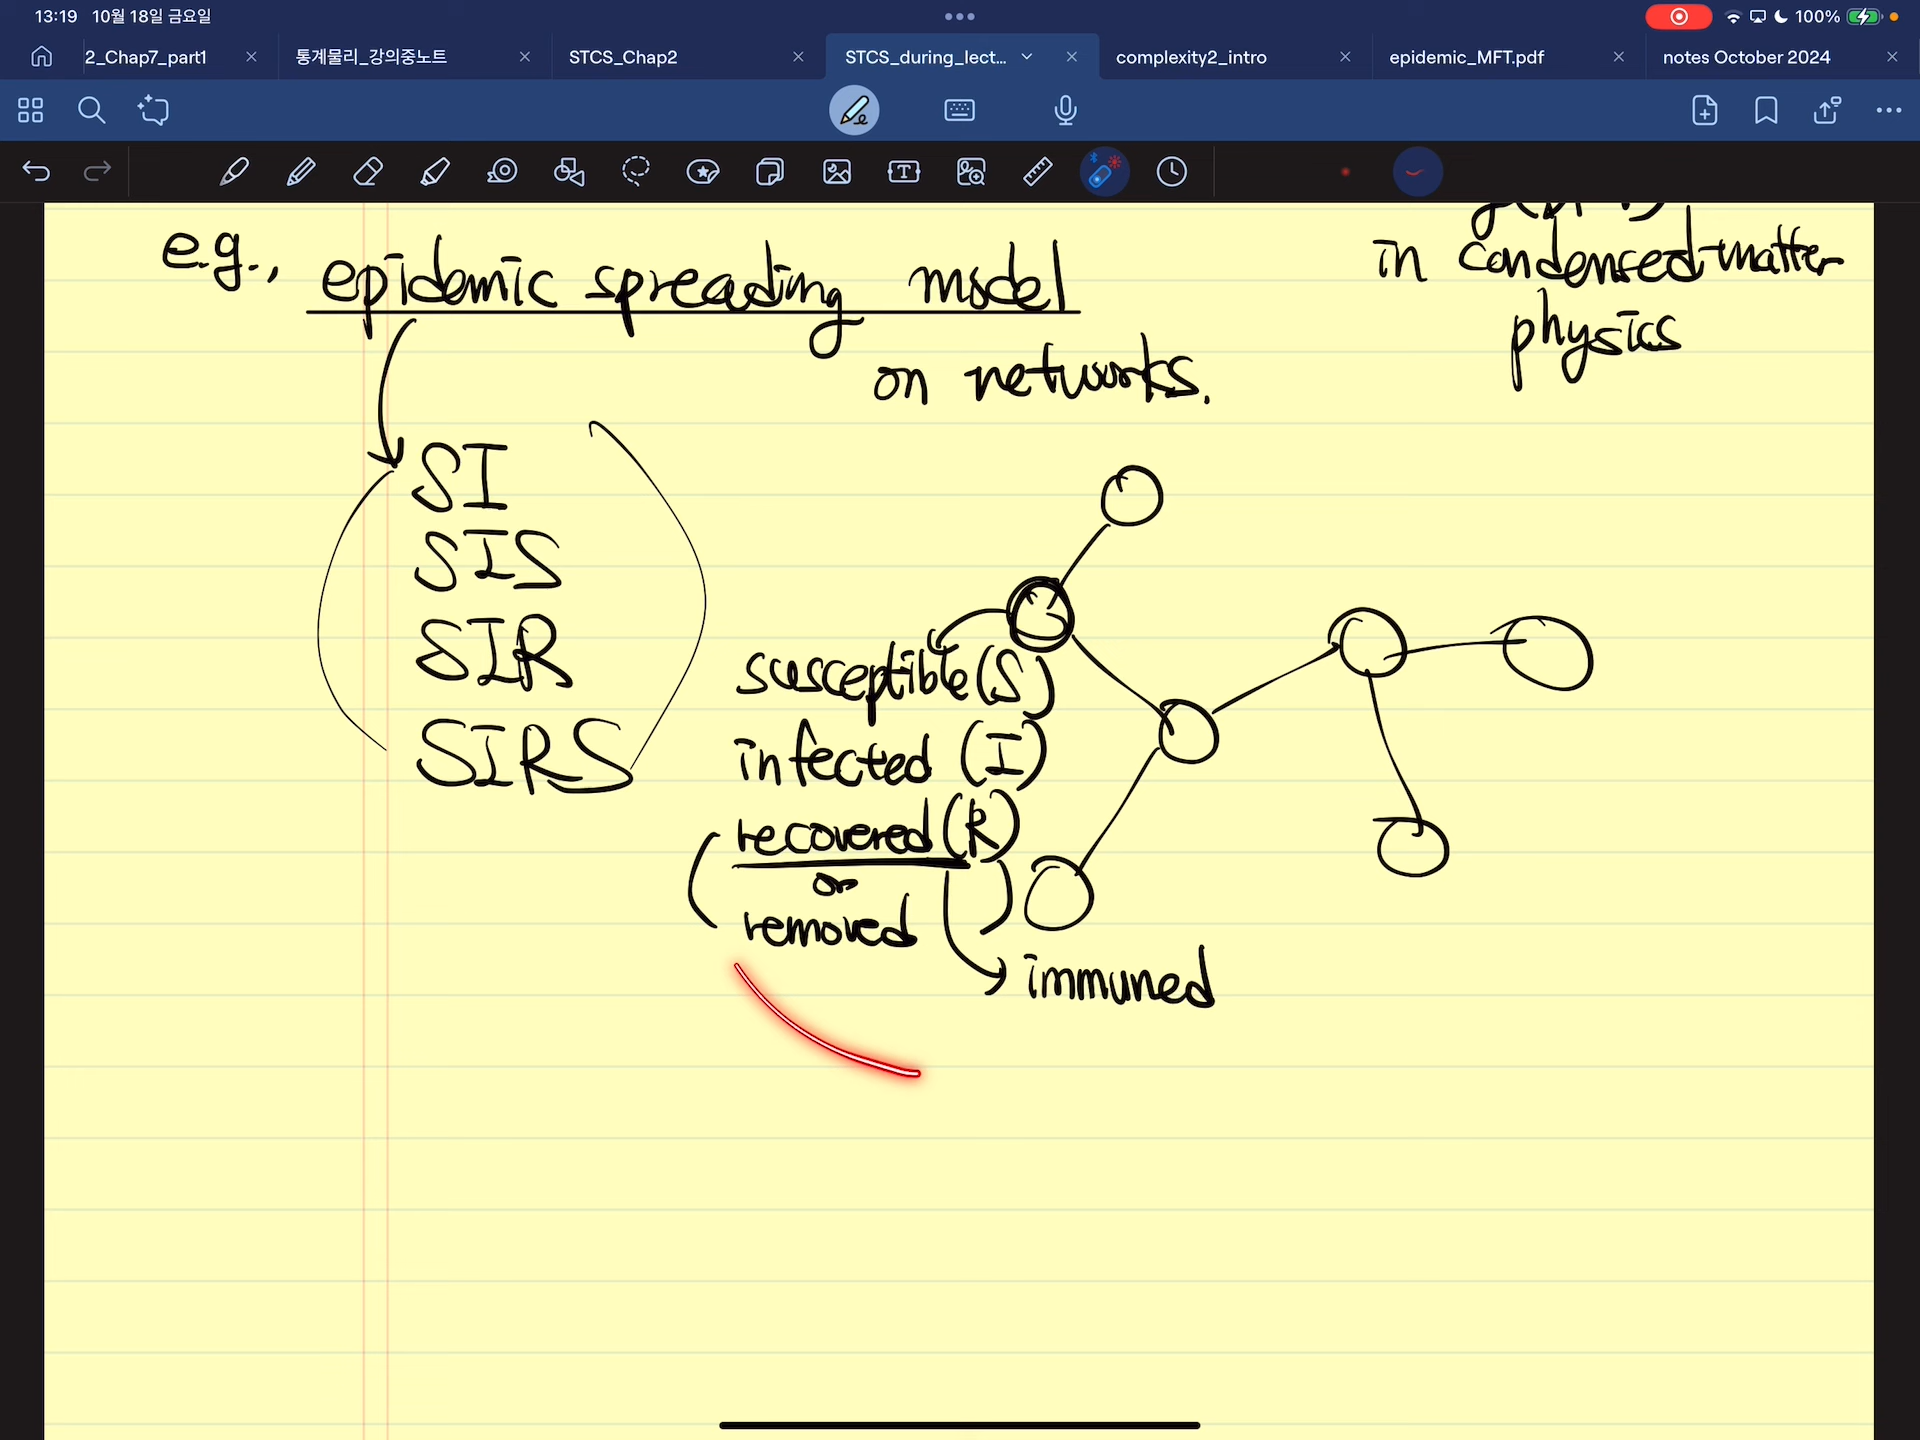 13:19 10월 18일 금요일
100%
2_Chap7_part1
통계물리_강의중노트
STCS_Chap2
STCS_during_lect...
complexity2_intro
epidemic_MFT.pdf
notes October 2024
e.g., epidemic spreading model
on networks.
in condensed-matter
physics
SI
SIS
SIR
SIRS
susceptible (S)
infected (I)
recovered (R)
or
removed
immuned